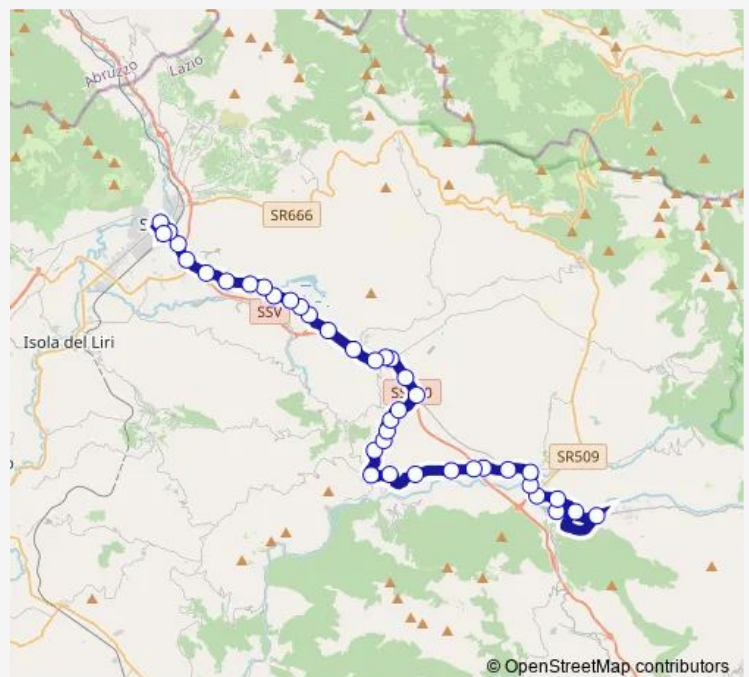 Abruzzo
Lazio
SR666
SSV
Isola del Liri
SR509
© OpenStreetMap contributors